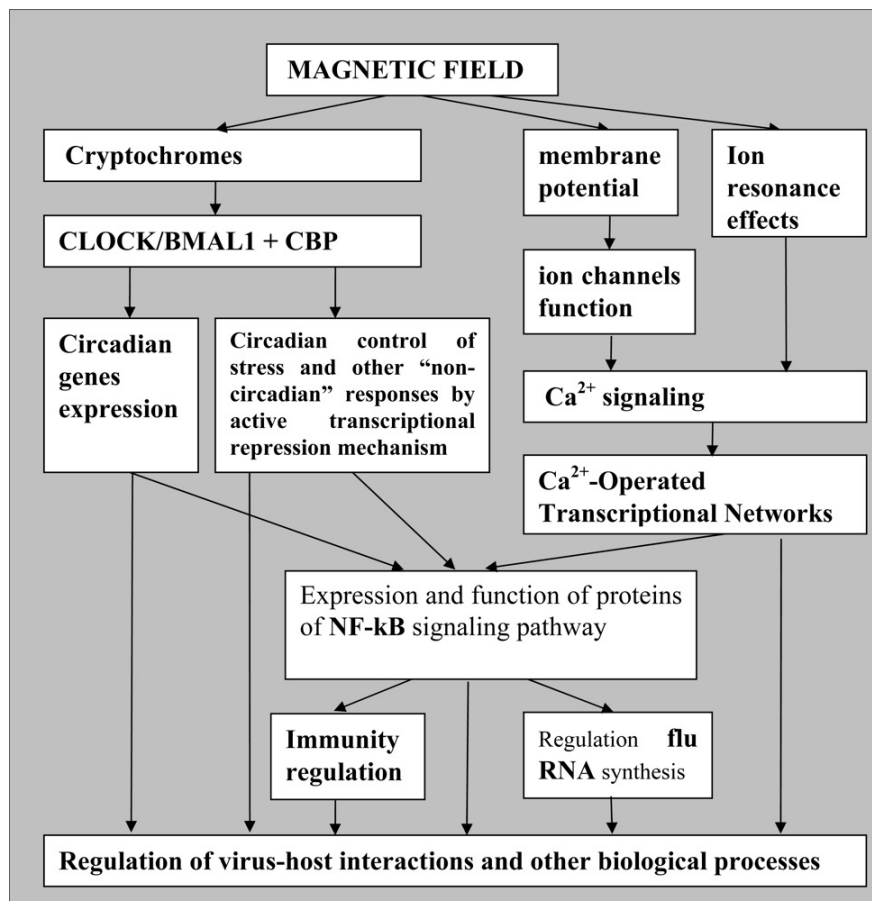 MAGNETIC FIELD
Cryptochromes
membrane
potential
Ion
resonance
effects
CLOCK/BMAL1 + CBP
ion channels
function
Circadian
genes
expression
Circadian control of
stress and other “non-
circadian” responses by
active transcriptional
repression mechanism
Ca²⁺ signaling
Ca²⁺-Operated
Transcriptional Networks
Expression and function of proteins
of NF-kB signaling pathway
Immunity
regulation
Regulation flu
RNA synthesis
Regulation of virus-host interactions and other biological processes